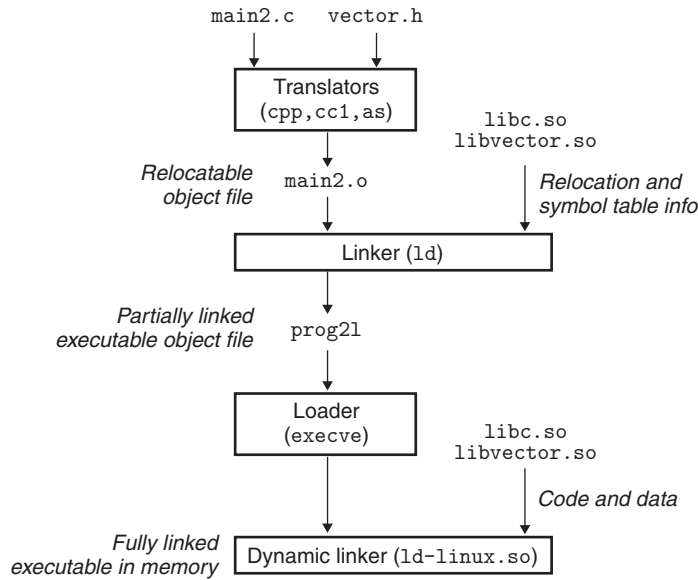 main2.c vector.h
Translators
(cpp,cc1,as)
libc.so
libvector.so
Relocatable
object file
main2.o
Relocation and
symbol table info
Linker (ld)
Partially linked
executable object file
prog2l
Loader
(execve)
libc.so
libvector.so
Code and data
Fully linked
executable in memory
Dynamic linker (ld-linux.so)